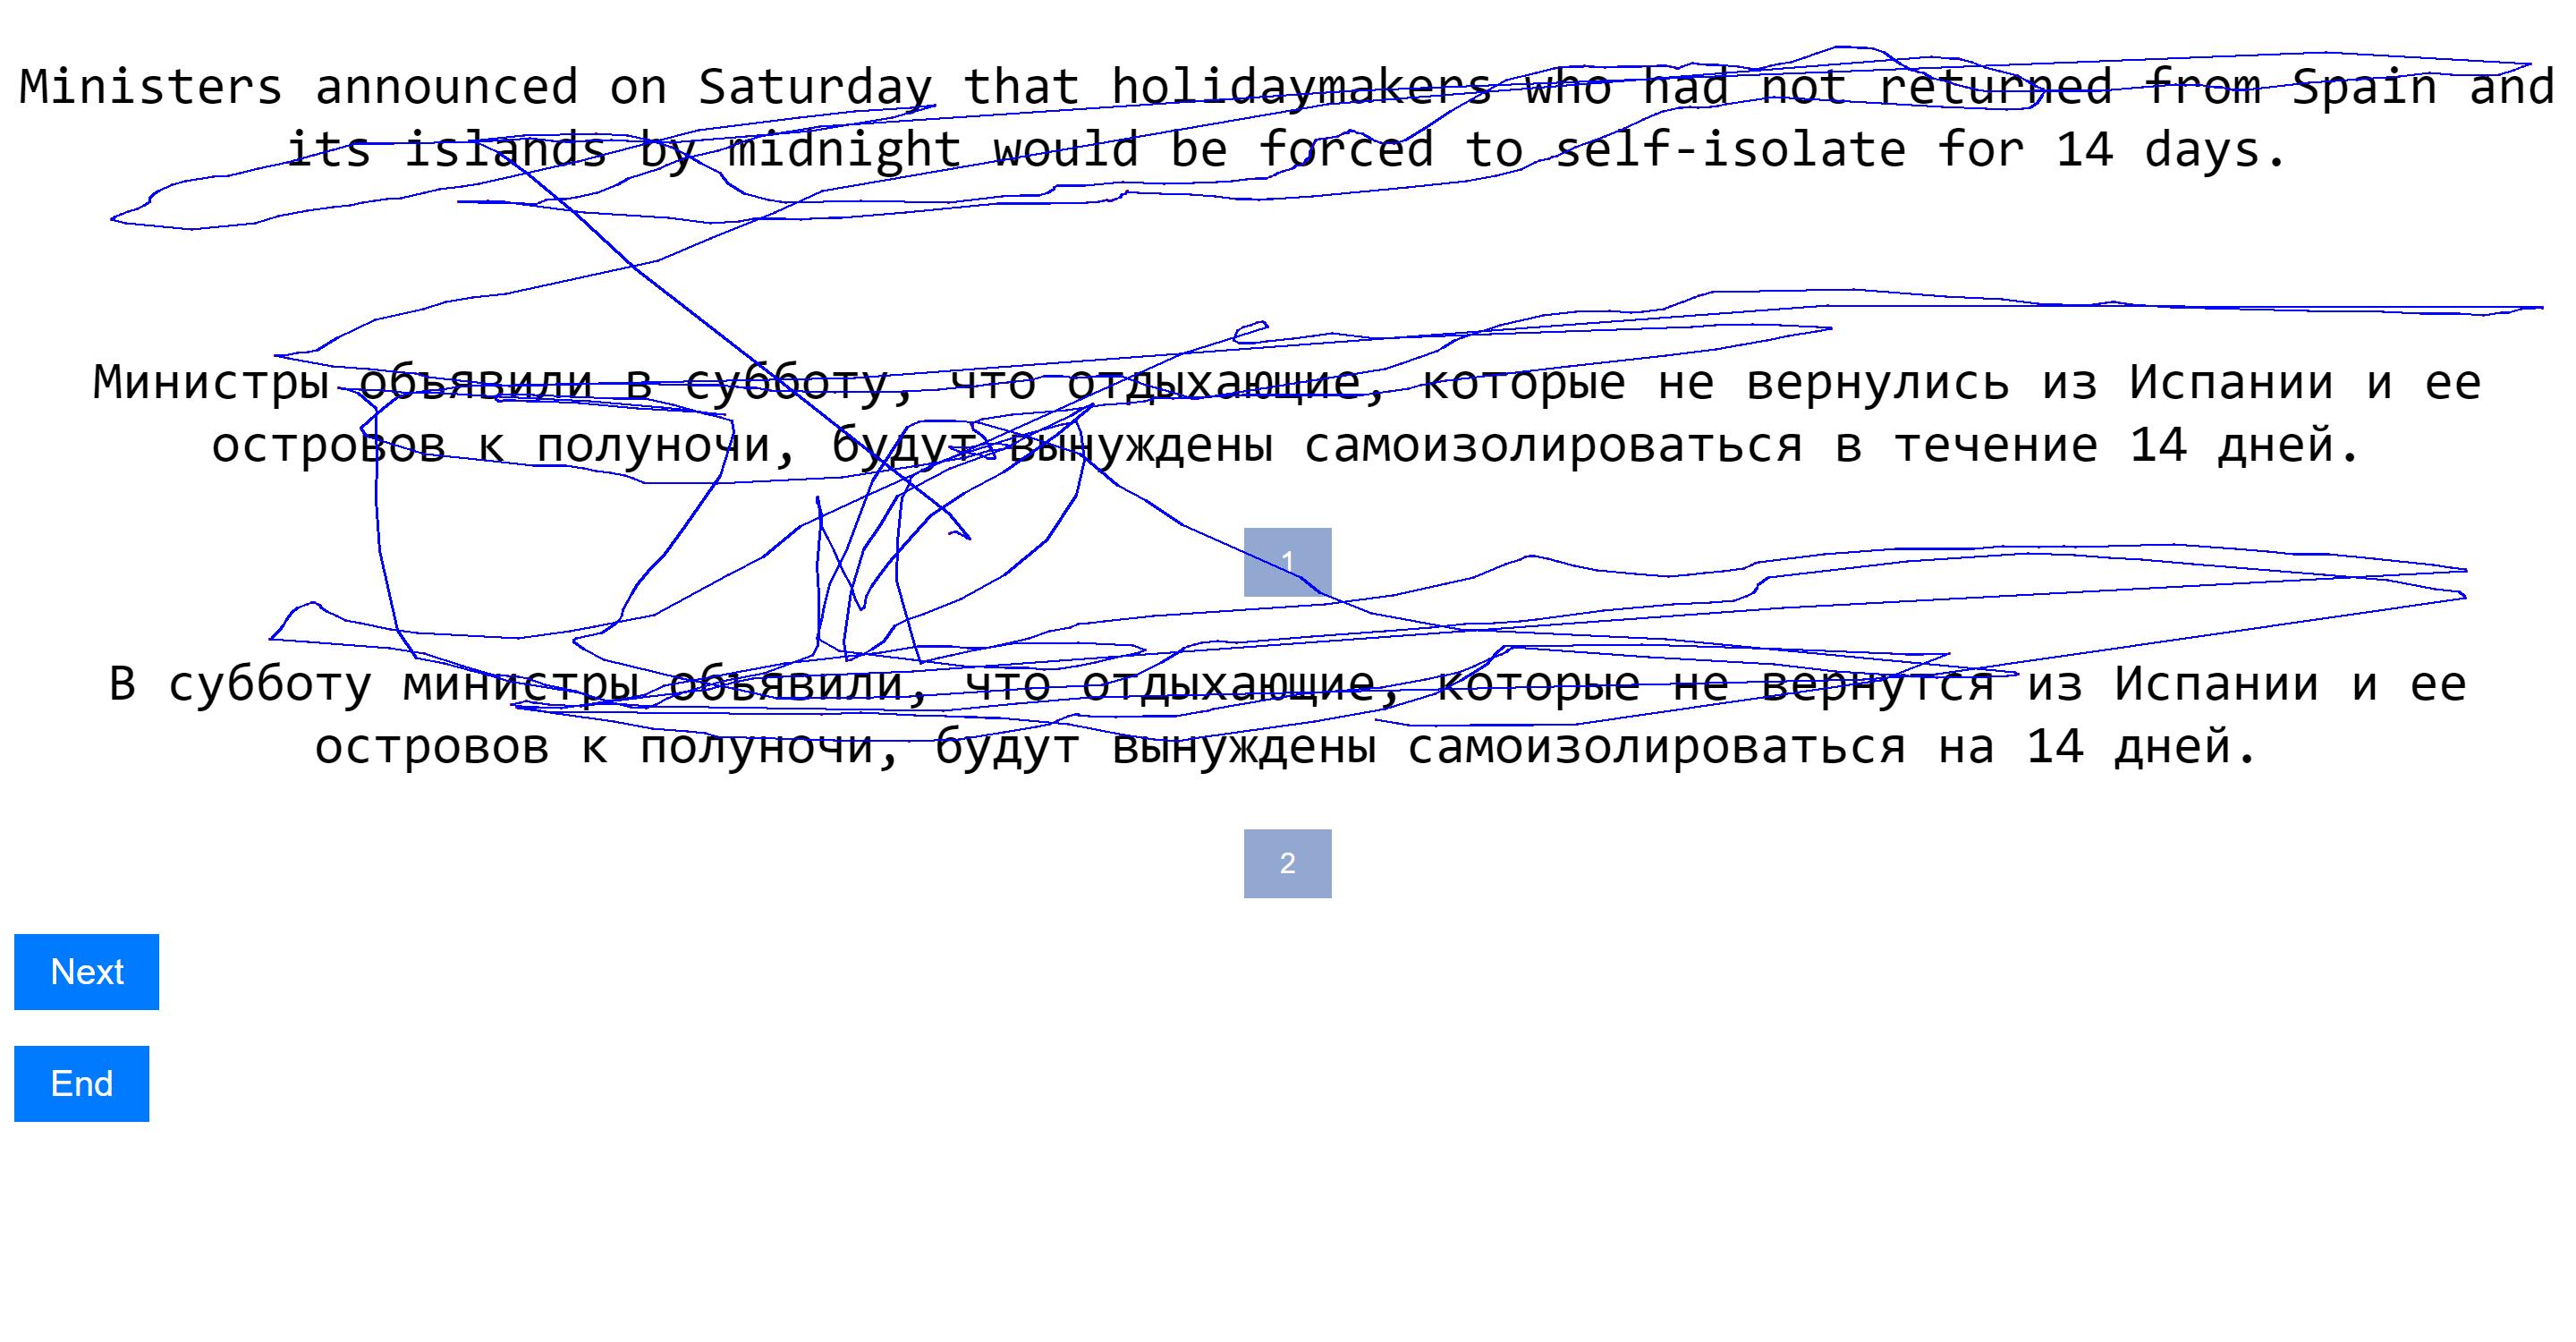 Ministers announced on Saturday that holidaymakers who had not returned from Spain and
its islands by midnight would be forced to self-isolate for 14 days.
Министры объявили в субботу, что отдыхающие, которые не вернулись из Испании и ее
островов к полуночи, будут вынуждены самоизолироваться в течение 14 дней.
1
В субботу министры объявили, что отдыхающие, которые не вернутся из Испании и ее
островов к полуночи, будут вынуждены самоизолироваться на 14 дней.
2
Next
End